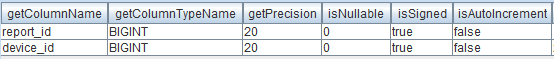 getColumnName getColumnTypeName getPrecision isNullable isSigned isAutoIncrement
report_id BIGINT 20 0 true false
device_id BIGINT 20 0 true false